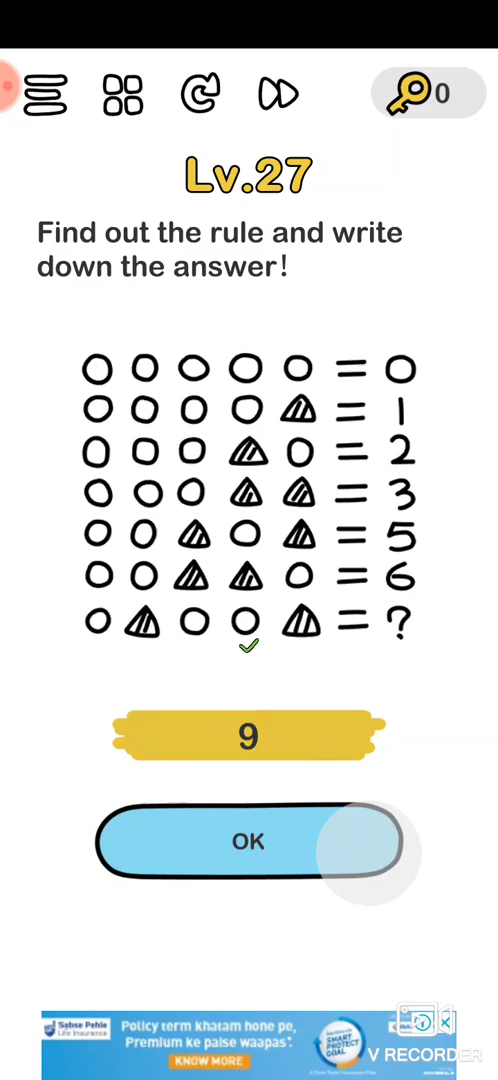 0
Lv.27
Find out the rule and write
down the answer!
= 0
= 1
= 2
= 3
= 5
= 6
= ?
9
OK
Sabse Pehle
Life Insurance
Policy term khatam hone pe,
Premium ke paise waapas*.
KNOW MORE
SMART
PROTECT
GOAL
V RECORDER